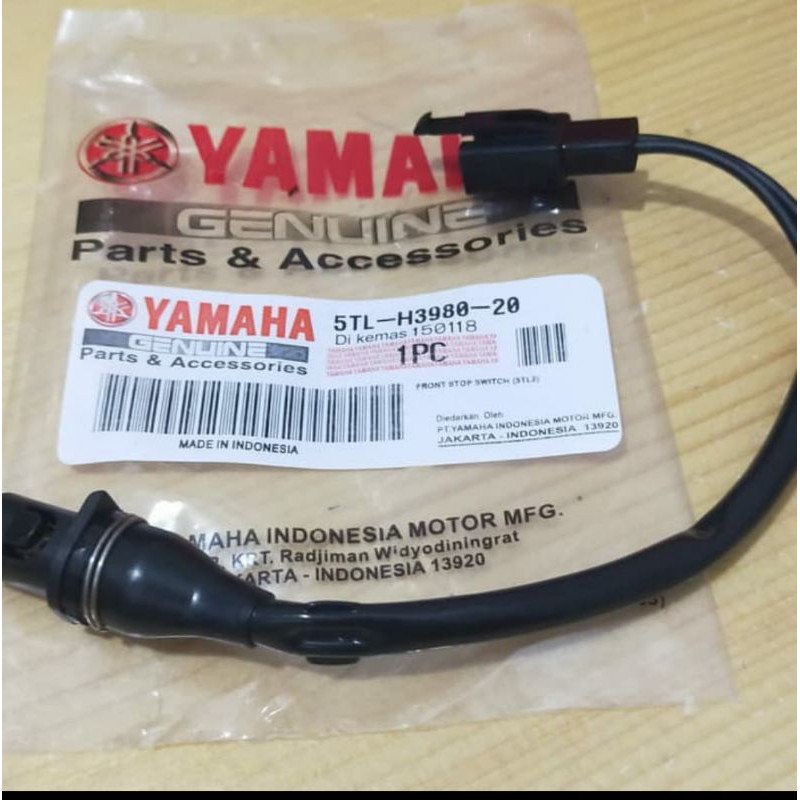 YAMAH
GENUINE
Parts & Accessories
YAMAHA
GENUINE
Parts & Accessories
5TL-H3980-20
Di kemas 150118
1PC
FRONT STOP SWITCH (5TL2)
MADE IN INDONESIA
Diedarkan Oleh
PT.YAMAHA INDONESIA MOTOR MFG.
JAKARTA - INDONESIA 13920
MAHA INDONESIA MOTOR MFG.
KRT. Radjiman Widyodiningrat
KARTA - INDONESIA 13920